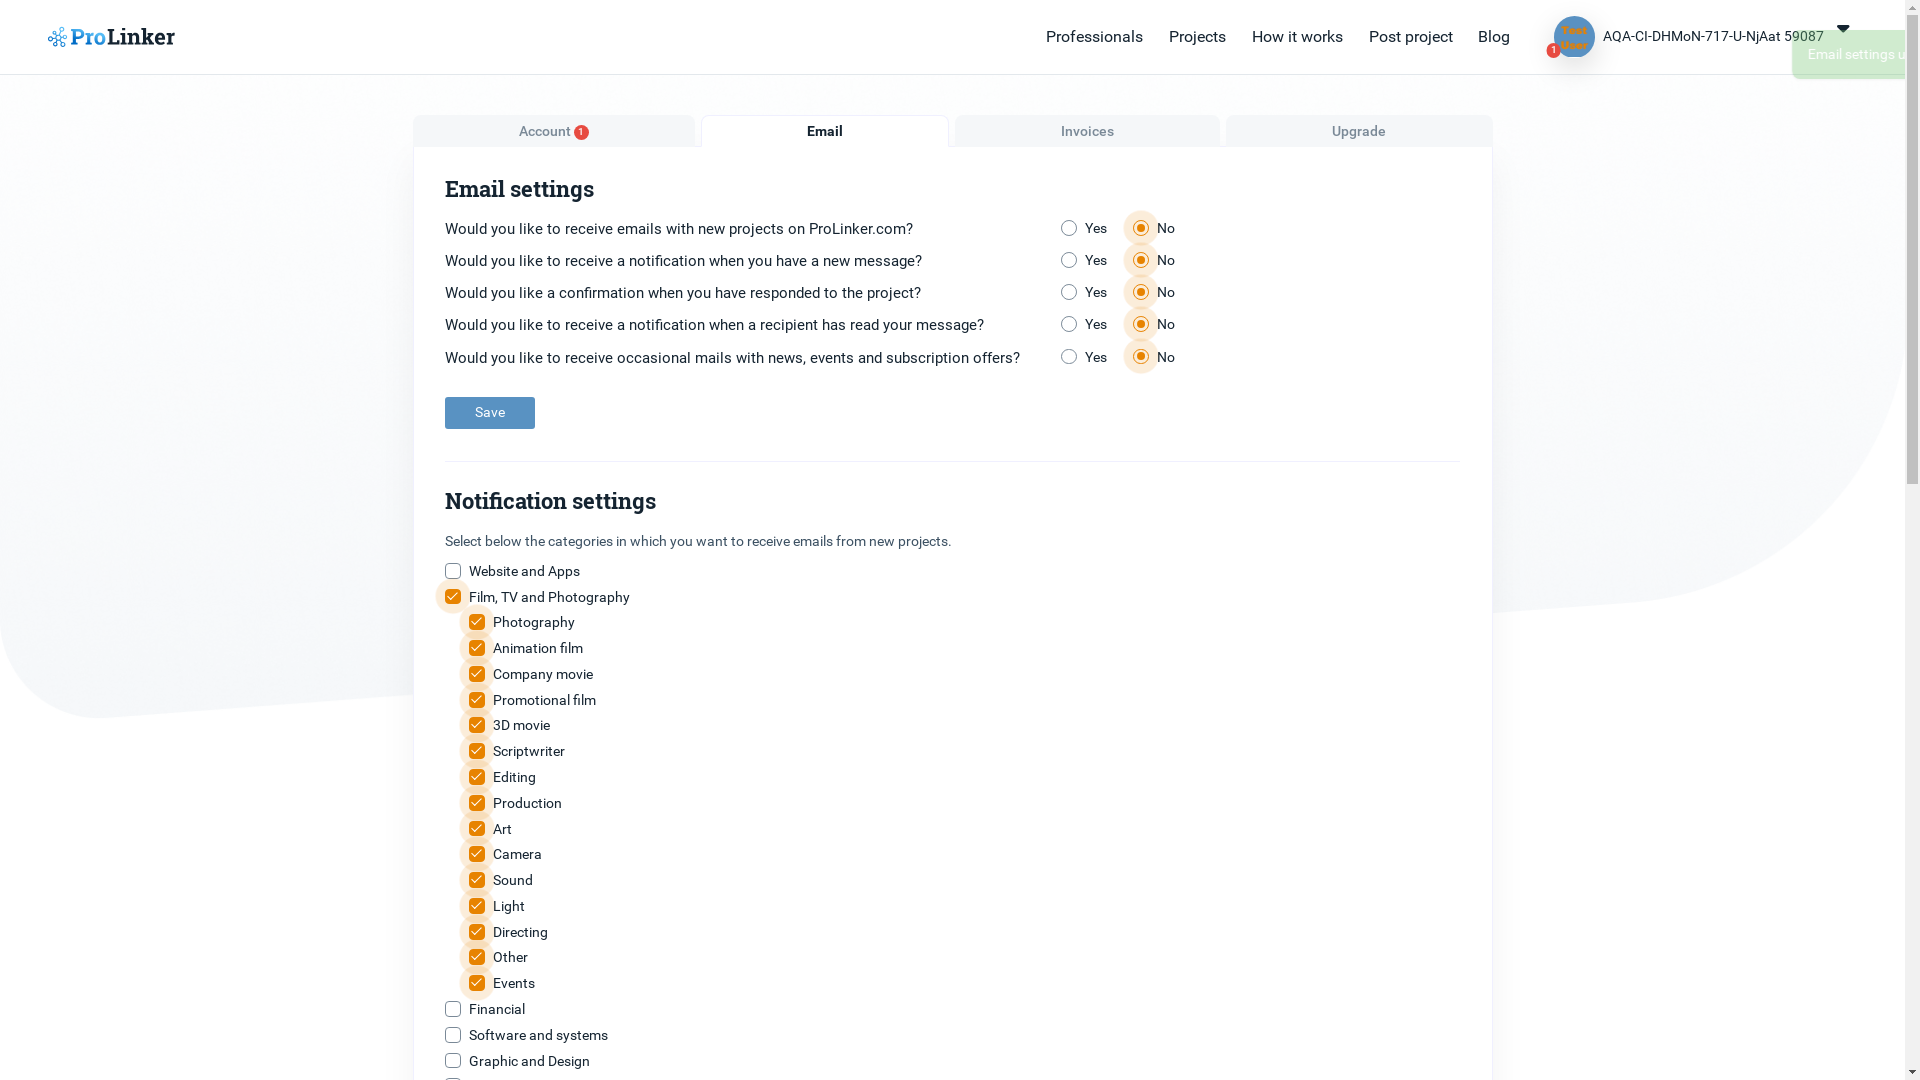 ProLinker
Professionals
Projects
How it works
Post project
Blog
Test
User
1
AQA-CI-DHMoN-717-U-NjAat 59087
Email settings u
Account 1
Email
Invoices
Upgrade
Email settings
Would you like to receive emails with new projects on ProLinker.com? Yes No
Would you like to receive a notification when you have a new message? Yes No
Would you like a confirmation when you have responded to the project? Yes No
Would you like to receive a notification when a recipient has read your message? Yes No
Would you like to receive occasional mails with news, events and subscription offers? Yes No
Save
Notification settings
Select below the categories in which you want to receive emails from new projects.
Website and Apps
Film, TV and Photography
Photography
Animation film
Company movie
Promotional film
3D movie
Scriptwriter
Editing
Production
Art
Camera
Sound
Light
Directing
Other
Events
Financial
Software and systems
Graphic and Design